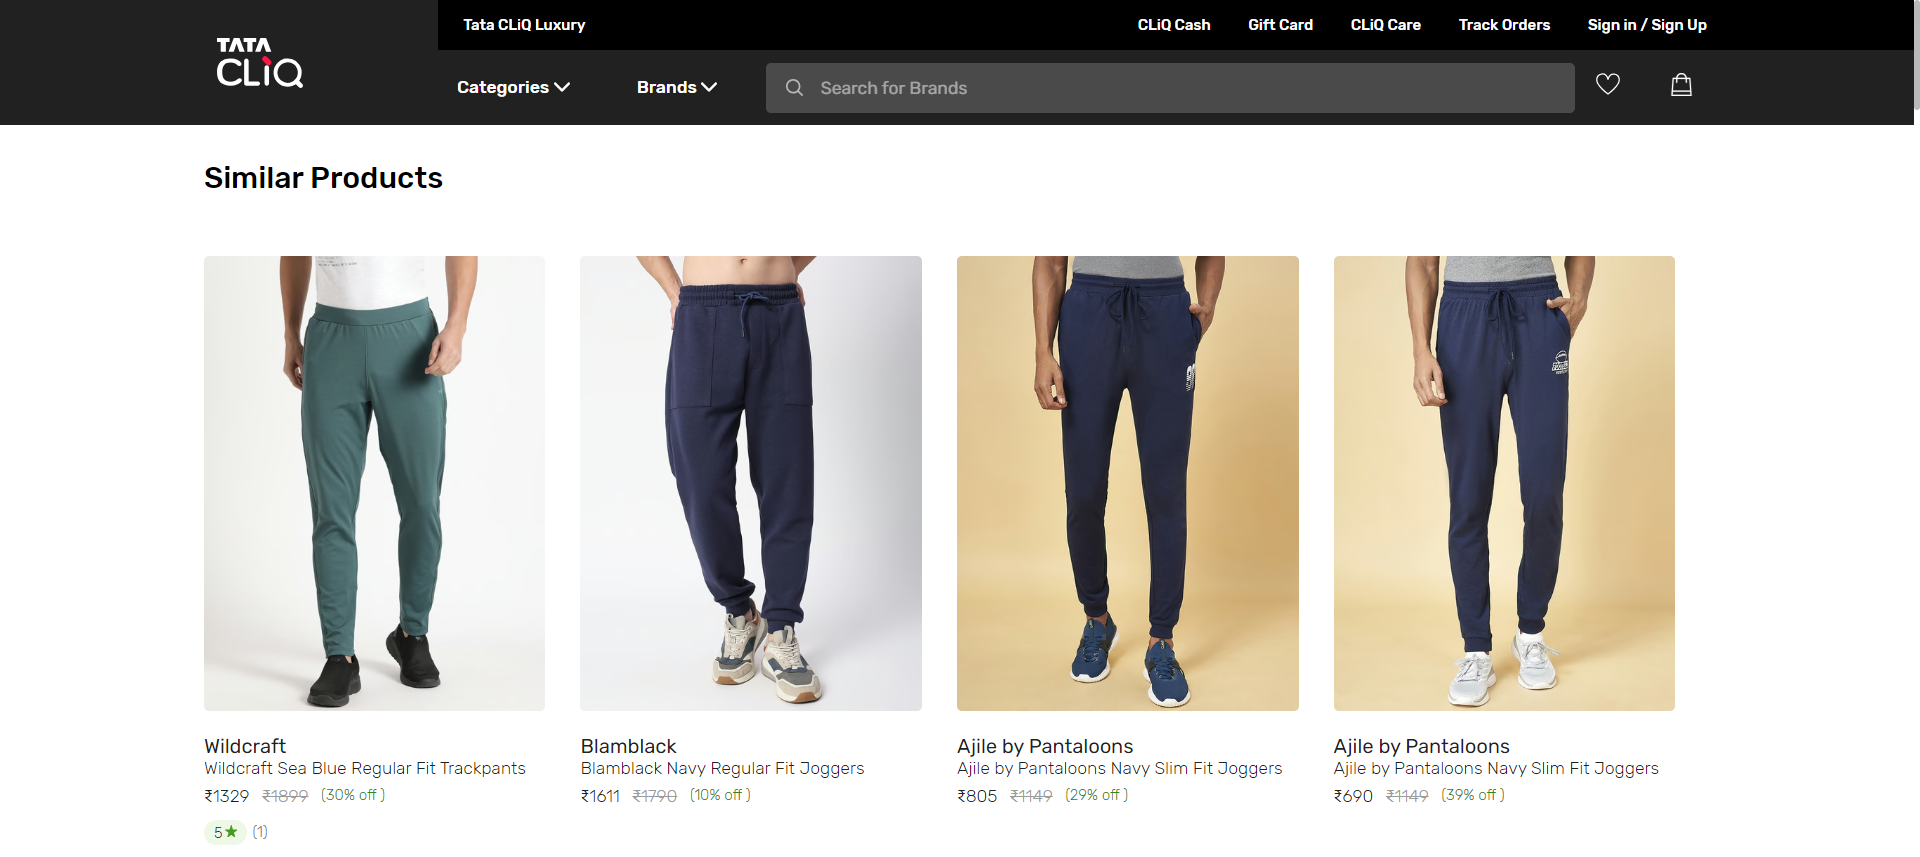 Tata CLiQ Luxury
CLiQ Cash
Gift Card
CLiQ Care
Track Orders
Sign in / Sign Up
TATA
CLiQ
Categories
Brands
Search for Brands
Similar Products
Wildcraft
Wildcraft Sea Blue Regular Fit Trackpants
₹1329 ₹1899 (30% off )
5★ (1)
Blamblack
Blamblack Navy Regular Fit Joggers
₹1611 ₹1790 (10% off )
Ajile by Pantaloons
Ajile by Pantaloons Navy Slim Fit Joggers
₹805 ₹1149 (29% off )
Ajile by Pantaloons
Ajile by Pantaloons Navy Slim Fit Joggers
₹690 ₹1149 (39% off )